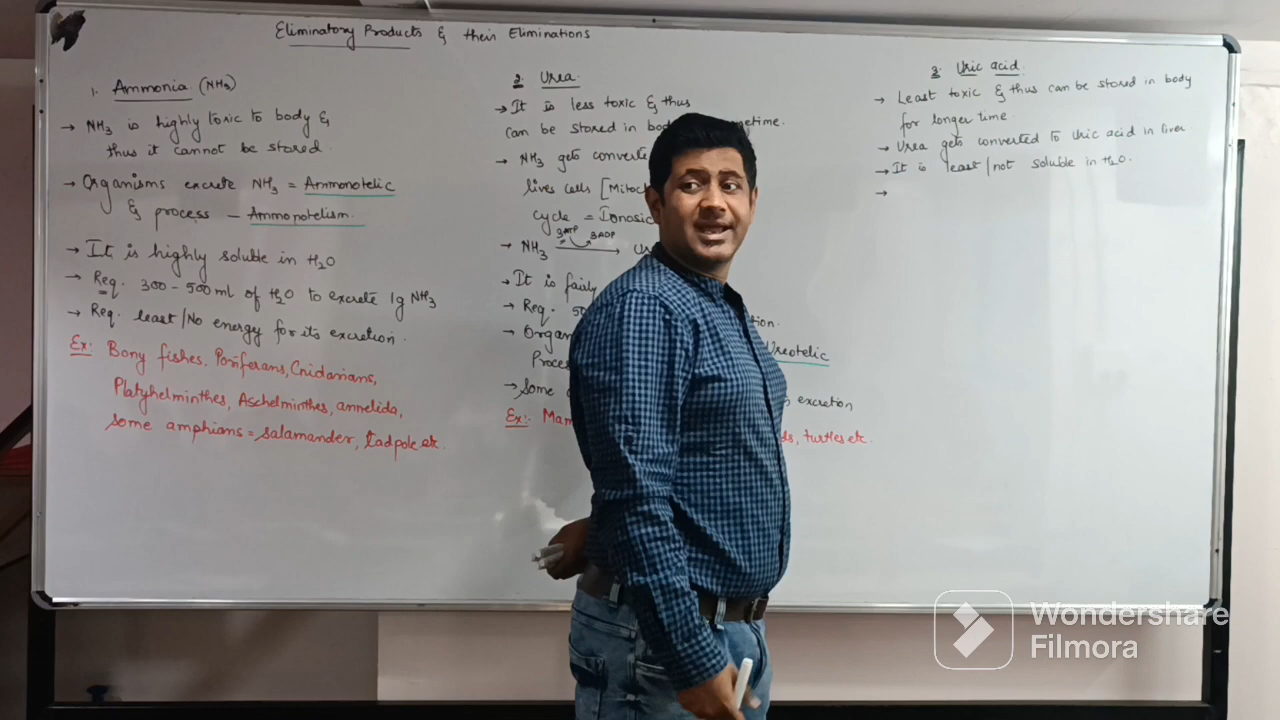 Eliminatory Products & their Eliminations
1. Ammonia (NH3)
→ NH3 is highly toxic to body &
thus it cannot be stored.
→ Organisms excrete NH3 = Ammonotelic
& process – Ammonotelism.
→ It is highly soluble in H2O
→ Req. 300 - 500 ml of H2O to excrete 1g NH3
→ Req. least/No energy for its excretion.
Ex: Bony fishes, Poriferans, Cnidarians,
Platyhelminthes, Aschelminthes, annelida,
some amphians = salamander, tadpole etc.
2. Urea
→ It is less toxic & thus
can be stored in body
→ NH3 gets converte
lives cells [Mitoc
cycle =
3ATP 3ADP
→ NH3 → Ur
→ It is fairly
→ Req. 50
→ Organ
Ureotelic
Proces
→ Some
excretion
Ex:- Mam
ds, turtles etc.
3. Uric acid
→ Least toxic & thus can be stored in body
for longer time.
→ Urea gets converted to Uric acid in liver
→ It is least/not soluble in H2O.
→
Wondershare
Filmora